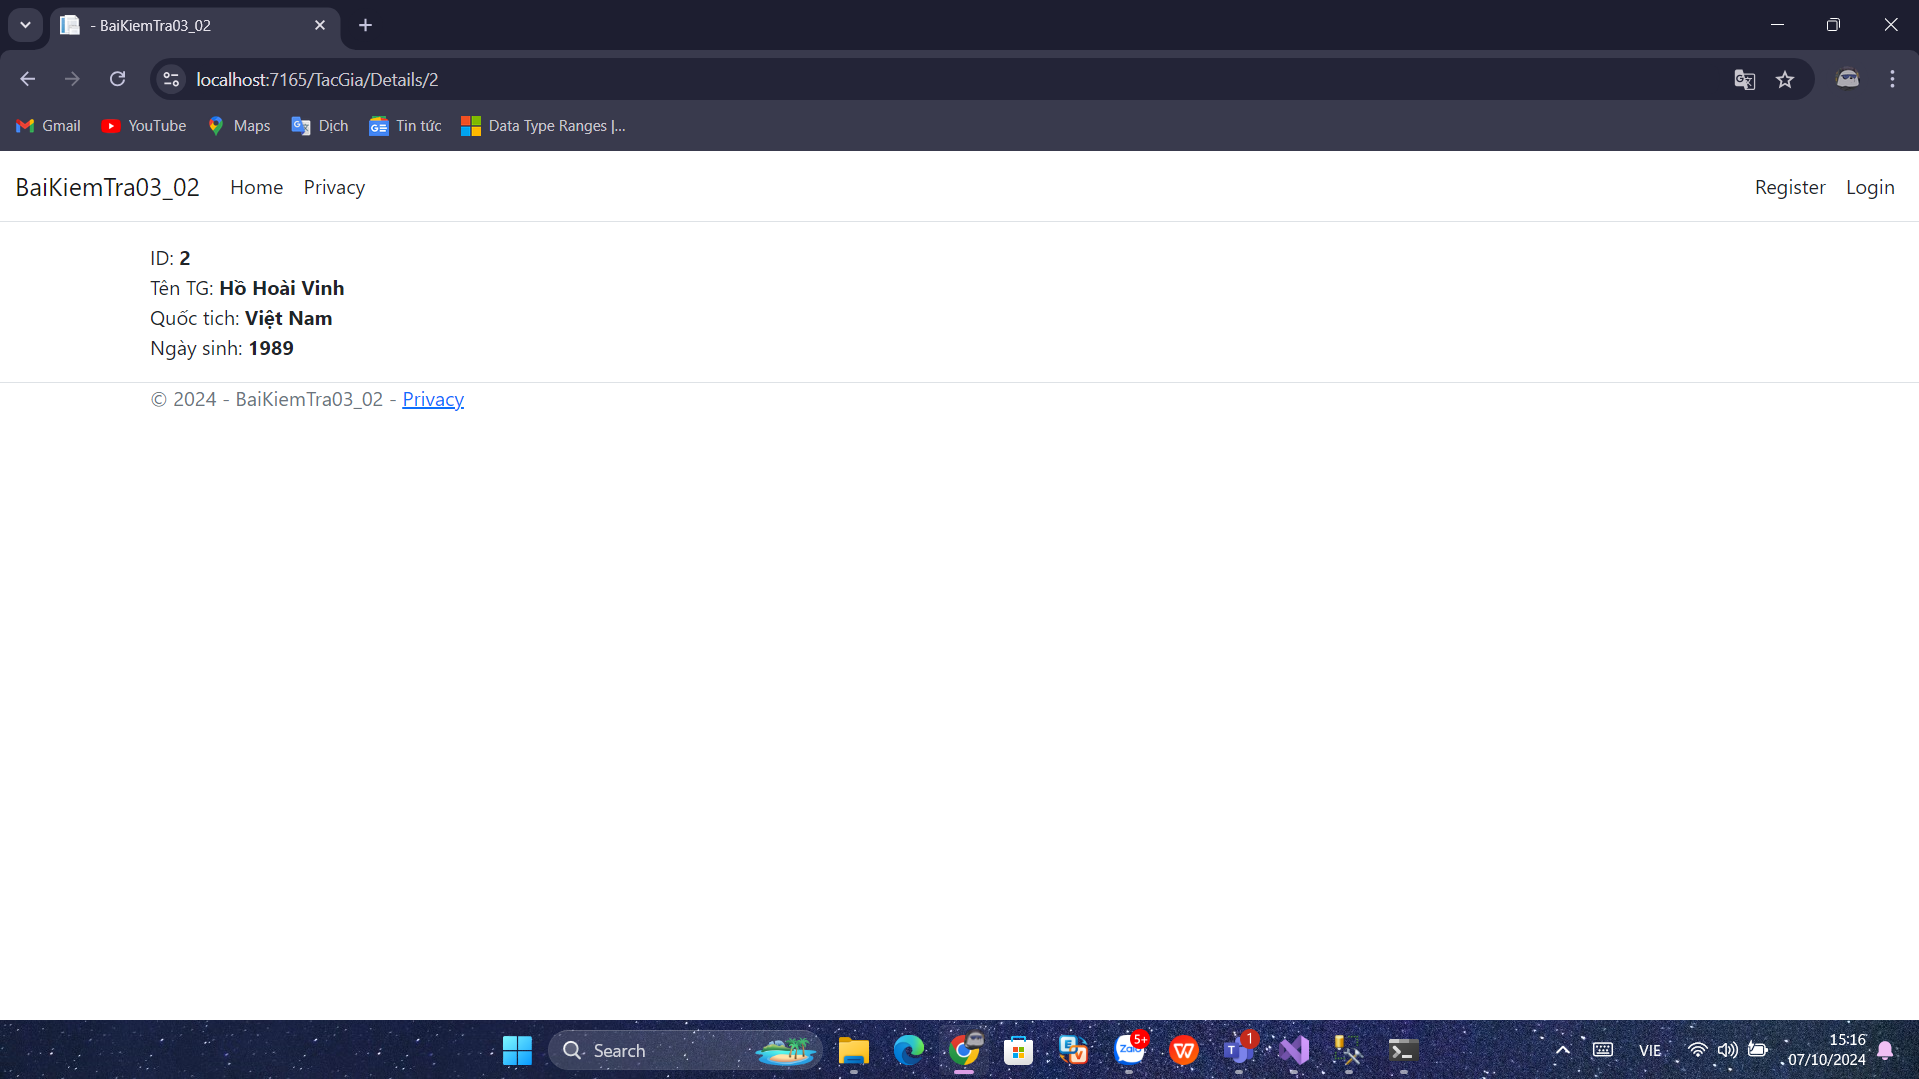 - BaiKiemTra03_02
localhost:7165/TacGia/Details/2
Gmail YouTube Maps Dịch Tin tức Data Type Ranges |...
BaiKiemTra03_02 Home Privacy Register Login
ID: 2
Tên TG: Hồ Hoài Vinh
Quốc tich: Việt Nam
Ngày sinh: 1989
© 2024 - BaiKiemTra03_02 - Privacy
Search Zalo 5+ 1 VIE 15:16
07/10/2024